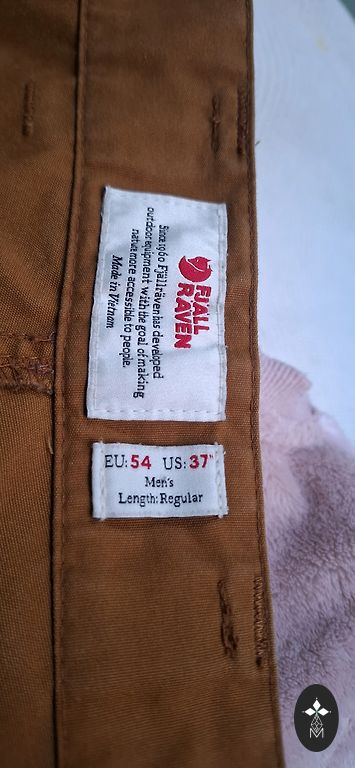 FJALL
RAVEN
Since 1960 Fjällräven has developed
outdoor equipment with the goal of making
nature more accessible to people.
Made in Vietnam
EU: 54 US: 37"
Men's
Length: Regular
M